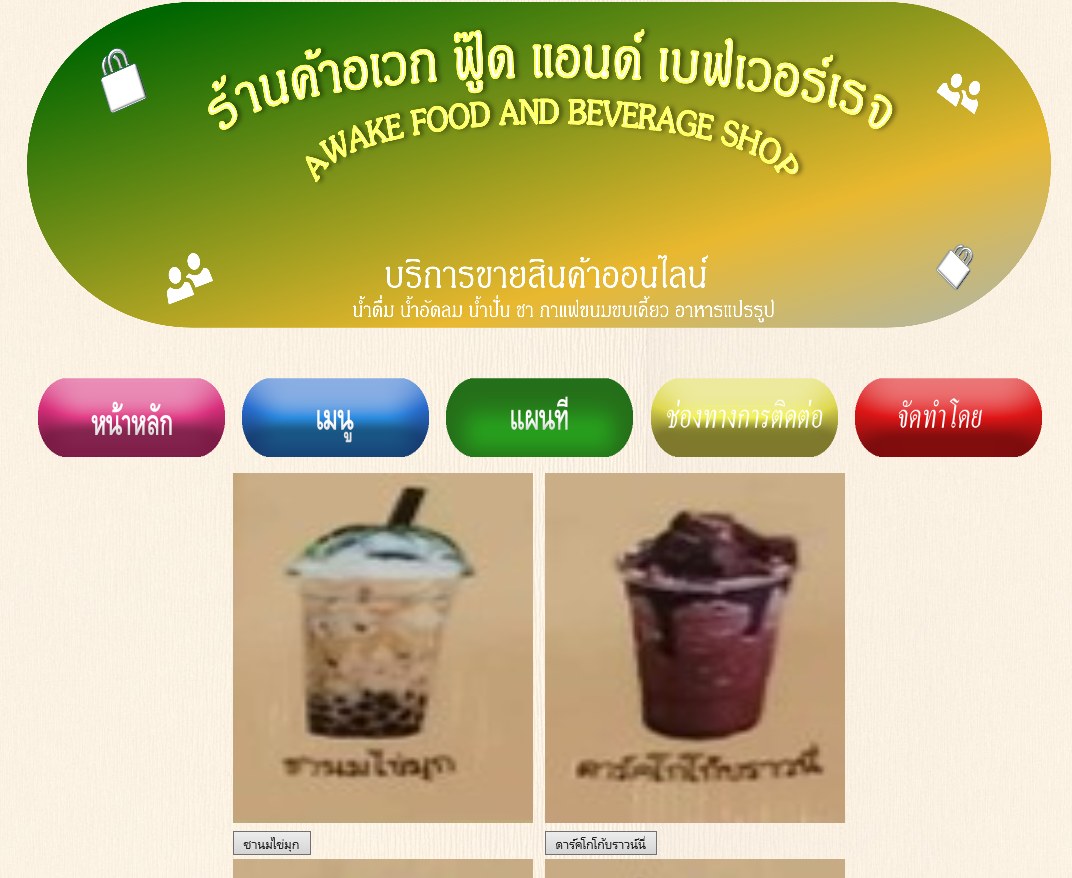 ร้านค้าอเวก ฟู๊ด แอนด์ เบฟเวอร์เรจ
AWAKE FOOD AND BEVERAGE SHOP
บริการขายสินค้าออนไลน์
น้ำดื่ม น้ำอัดลม น้ำปั่น ชา กาแฟขนมขบเคี้ยว อาหารแปรรูป
หน้าหลัก เมนู แผนที่ ช่องทางการติดต่อ จัดทำโดย
ชานมไข่มุก ดาร์คโกโก้บราวนี่
ชานมไข่มุก ดาร์คโกโก้บราวน์นี่